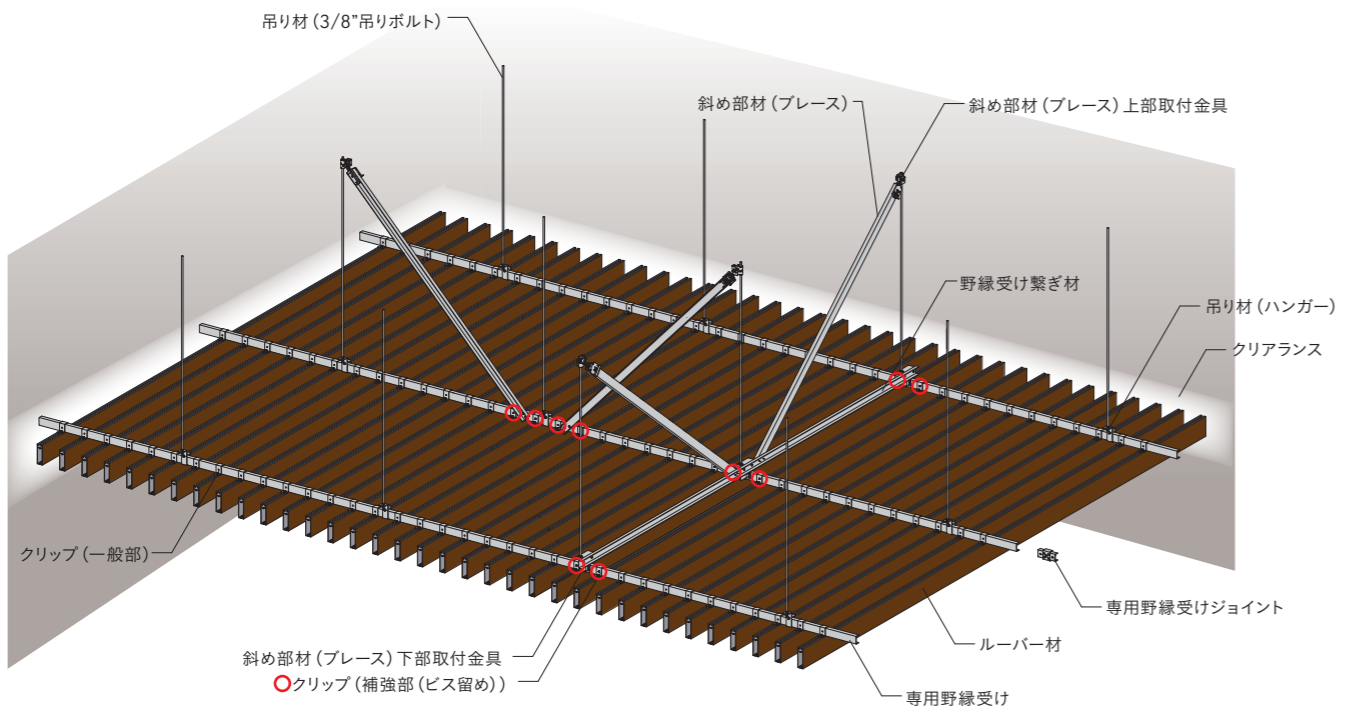 吊り材(3/8”吊りボルト)
斜め部材(ブレース)
斜め部材(ブレース)上部取付金具
野縁受け繋ぎ材
吊り材(ハンガー)
クリアランス
クリップ(一般部)
専用野縁受けジョイント
ルーバー材
斜め部材(ブレース)下部取付金具
クリップ(補強部(ビス留め))
専用野縁受け